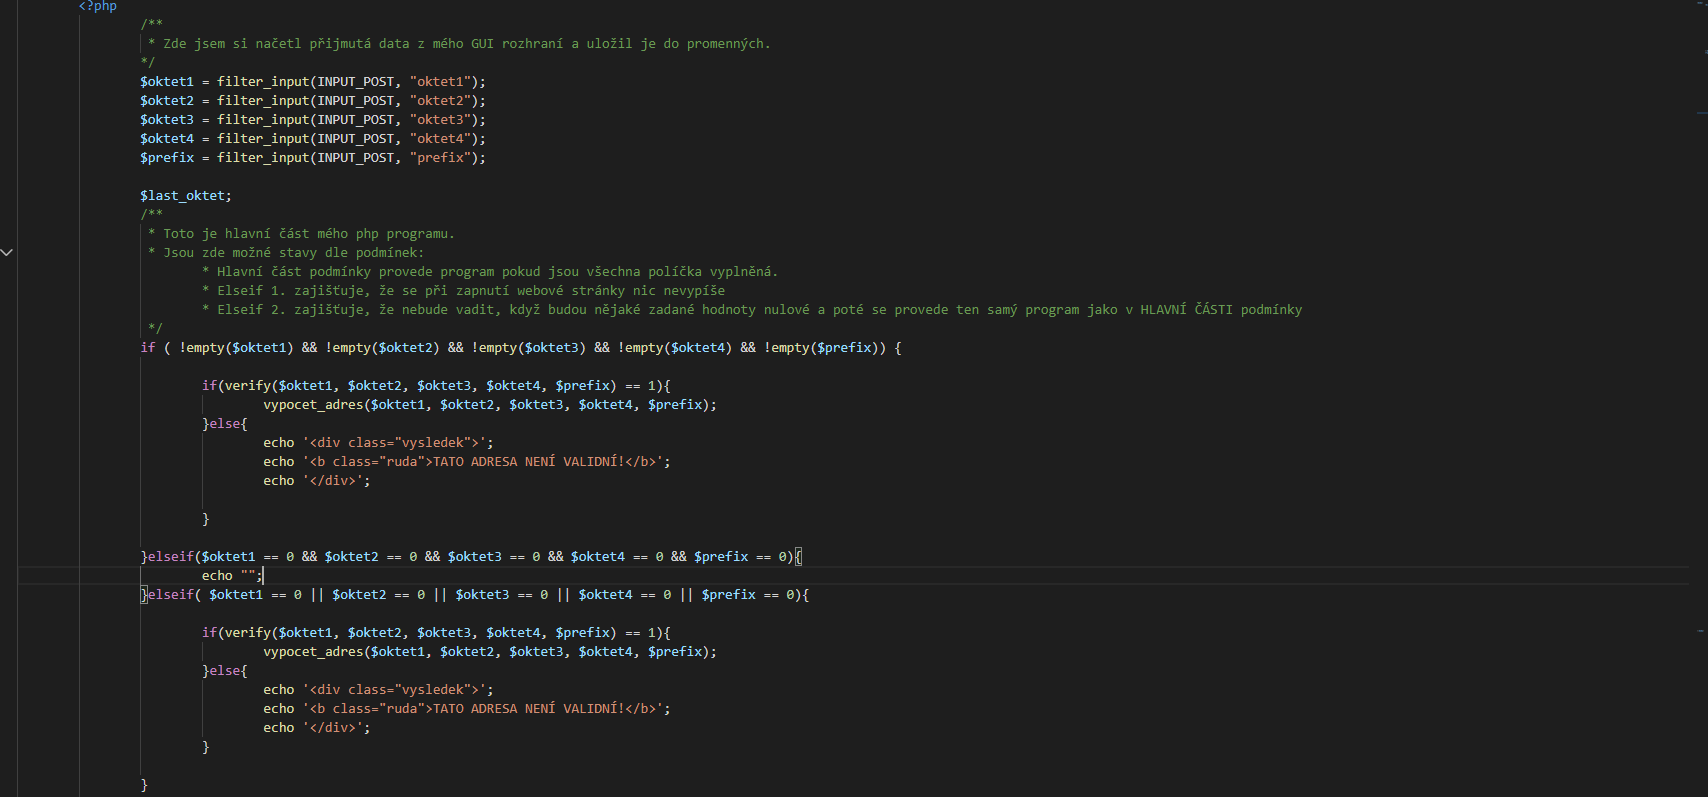 <?php
/**
* Zde jsem si načetl přijmutá data z mého GUI rozhraní a uložil je do promenných.
*/
$oktet1 = filter_input(INPUT_POST, "oktet1");
$oktet2 = filter_input(INPUT_POST, "oktet2");
$oktet3 = filter_input(INPUT_POST, "oktet3");
$oktet4 = filter_input(INPUT_POST, "oktet4");
$prefix = filter_input(INPUT_POST, "prefix");
$last_oktet;
/**
* Toto je hlavní část mého php programu.
* Jsou zde možné stavy dle podmínek:
* Hlavní část podmínky provede program pokud jsou všechna políčka vyplněná.
* Elseif 1. zajišťuje, že se při zapnutí webové stránky nic nevypíše
* Elseif 2. zajišťuje, že nebude vadit, když budou nějaké zadané hodnoty nulové a poté se provede ten samý program jako v HLAVNÍ ČÁSTI podmínky
*/
if ( !empty($oktet1) && !empty($oktet2) && !empty($oktet3) && !empty($oktet4) && !empty($prefix)) {
if(verify($oktet1, $oktet2, $oktet3, $oktet4, $prefix) == 1){
vypocet_adres($oktet1, $oktet2, $oktet3, $oktet4, $prefix);
}else{
echo '<div class="vysledek">';
echo '<b class="ruda">TATO ADRESA NENÍ VALIDNÍ!</b>';
echo '</div>';
}
}elseif($oktet1 == 0 && $oktet2 == 0 && $oktet3 == 0 && $oktet4 == 0 && $prefix == 0){
echo "";
}elseif( $oktet1 == 0 || $oktet2 == 0 || $oktet3 == 0 || $oktet4 == 0 || $prefix == 0){
if(verify($oktet1, $oktet2, $oktet3, $oktet4, $prefix) == 1){
vypocet_adres($oktet1, $oktet2, $oktet3, $oktet4, $prefix);
}else{
echo '<div class="vysledek">';
echo '<b class="ruda">TATO ADRESA NENÍ VALIDNÍ!</b>';
echo '</div>';
}
}